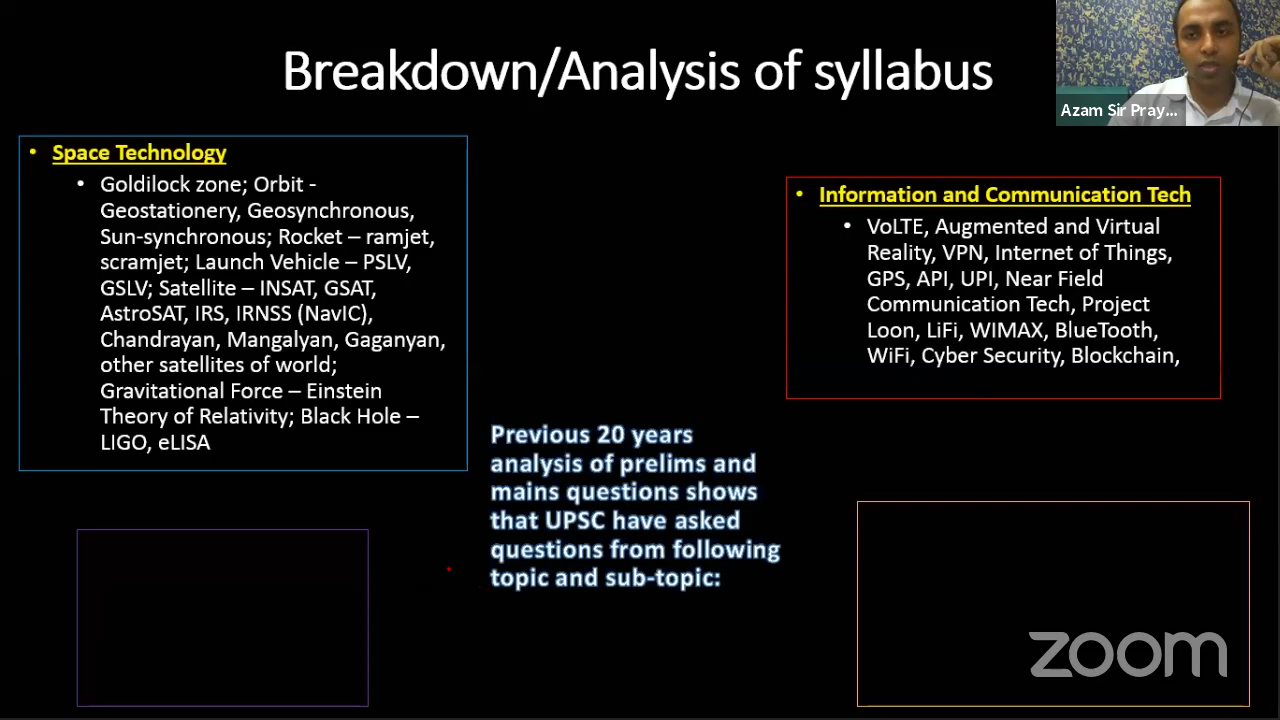 Breakdown/Analysis of syllabus
Azam Sir Pray...
• Space Technology
• Goldilock zone; Orbit -
Geostationery, Geosynchronous,
Sun-synchronous; Rocket – ramjet,
scramjet; Launch Vehicle – PSLV,
GSLV; Satellite – INSAT, GSAT,
AstroSAT, IRS, IRNSS (NavIC),
Chandrayan, Mangalyan, Gaganyan,
other satellites of world;
Gravitational Force – Einstein
Theory of Relativity; Black Hole –
LIGO, eLISA
• Information and Communication Tech
• VoLTE, Augmented and Virtual
Reality, VPN, Internet of Things,
GPS, API, UPI, Near Field
Communication Tech, Project
Loon, LiFi, WIMAX, BlueTooth,
WiFi, Cyber Security, Blockchain,
Previous 20 years
analysis of prelims and
mains questions shows
that UPSC have asked
questions from following
topic and sub-topic:
zoom